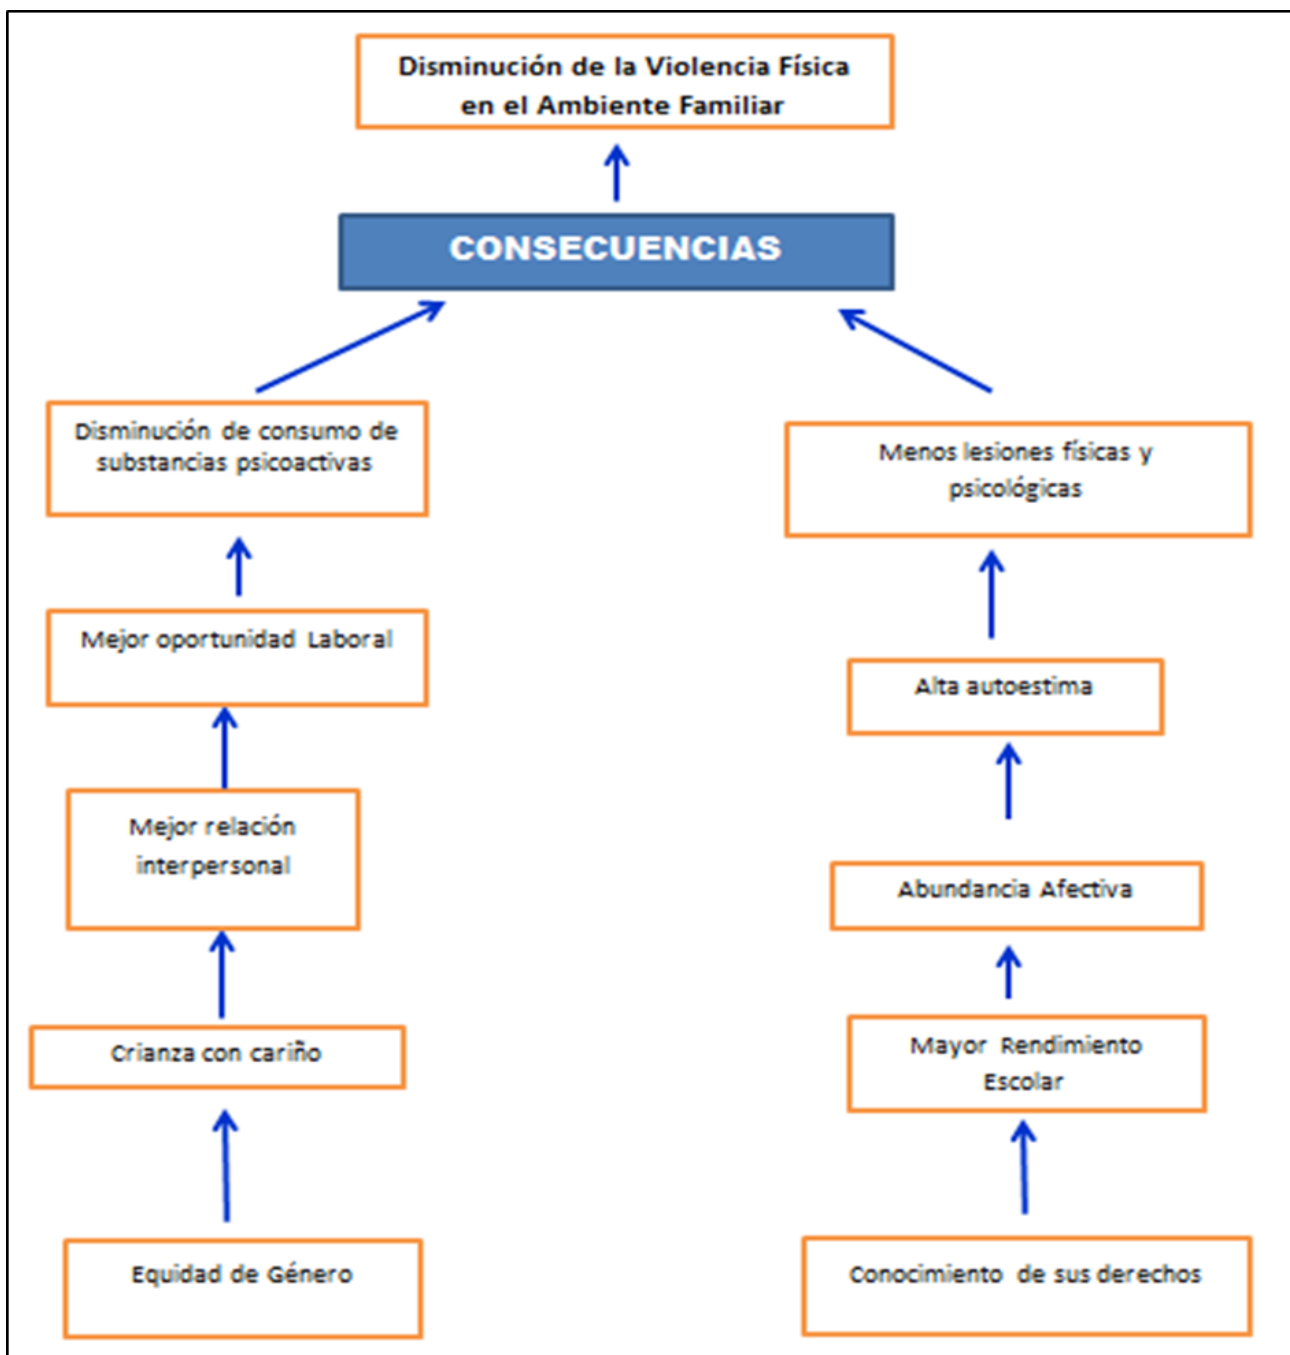 Disminución de la Violencia Física
en el Ambiente Familiar
CONSECUENCIAS
Disminución de consumo de
substancias psicoactivas
Menos lesiones físicas y
psicológicas
Mejor oportunidad Laboral
Alta autoestima
Mejor relación
interpersonal
Abundancia Afectiva
Crianza con cariño
Mayor Rendimiento
Escolar
Equidad de Género
Conocimiento de sus derechos